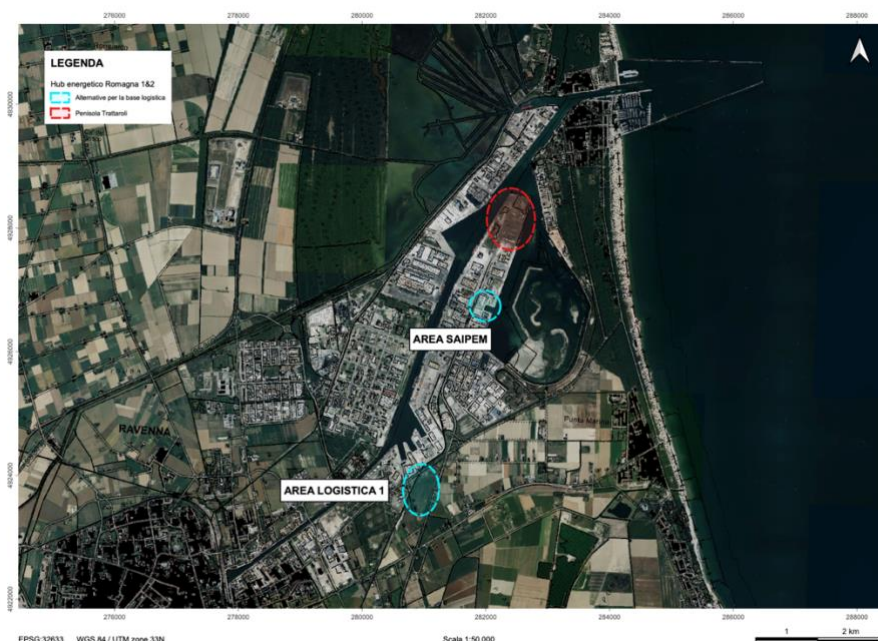 276000 278000 280000 282000 284000 286000 288000
LEGENDA
Hub energetico Romagna 1&2
Alternative per la base logistica
Penisola Trattaroli
4930000
4928000
4926000
4924000
4922000
AREA SAIPEM
RAVENNA
AREA LOGISTICA 1
276000 278000 280000 282000 284000 286000 288000
EPSG:32633 WGS 84 / UTM zone 33N
Scala 1:50.000
1 2 km